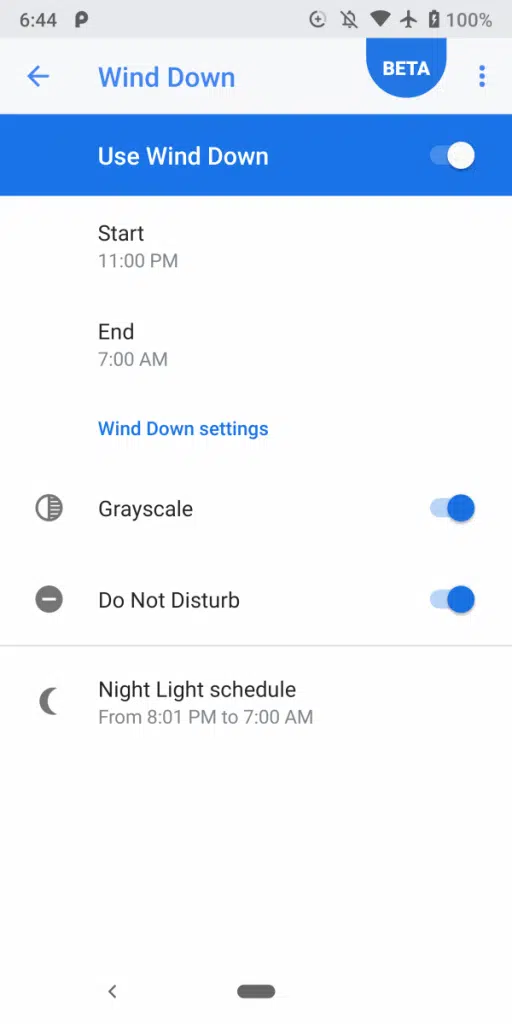 6:44 100%
Wind Down BETA
Use Wind Down
Start
11:00 PM
End
7:00 AM
Wind Down settings
Grayscale
Do Not Disturb
Night Light schedule
From 8:01 PM to 7:00 AM